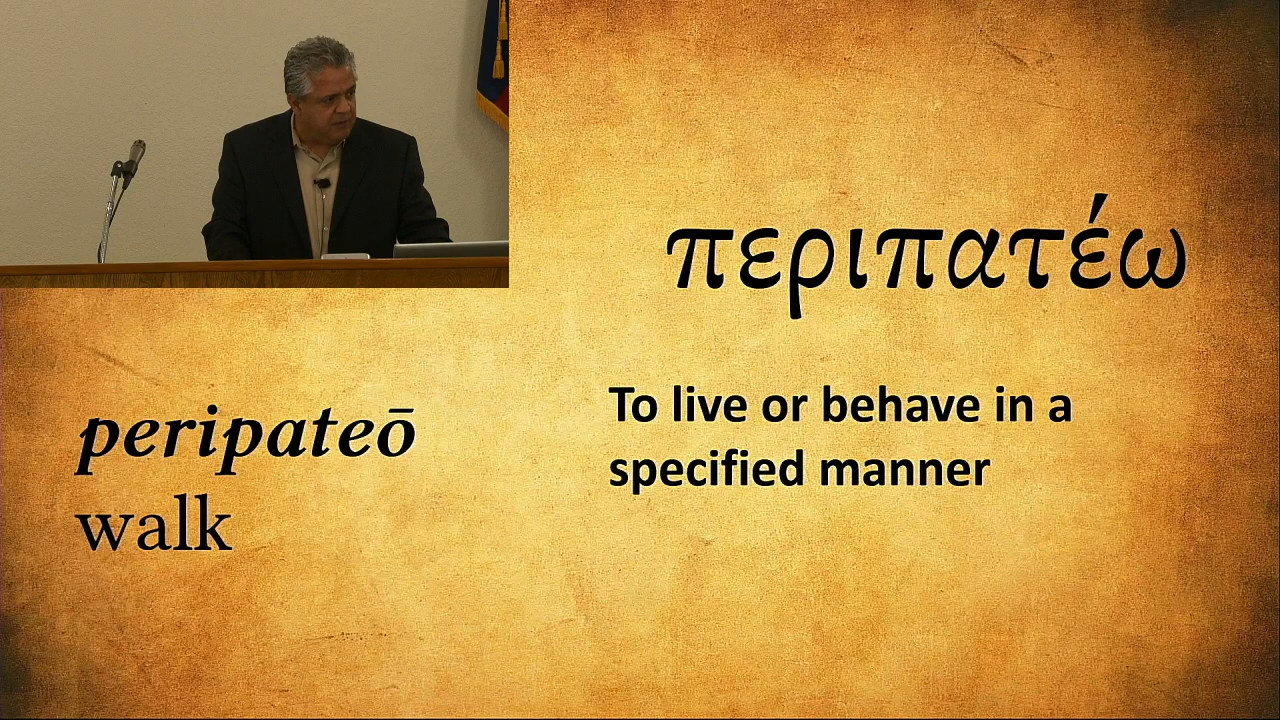 περιπατέω
To live or behave in a
specified manner
peripateō
walk